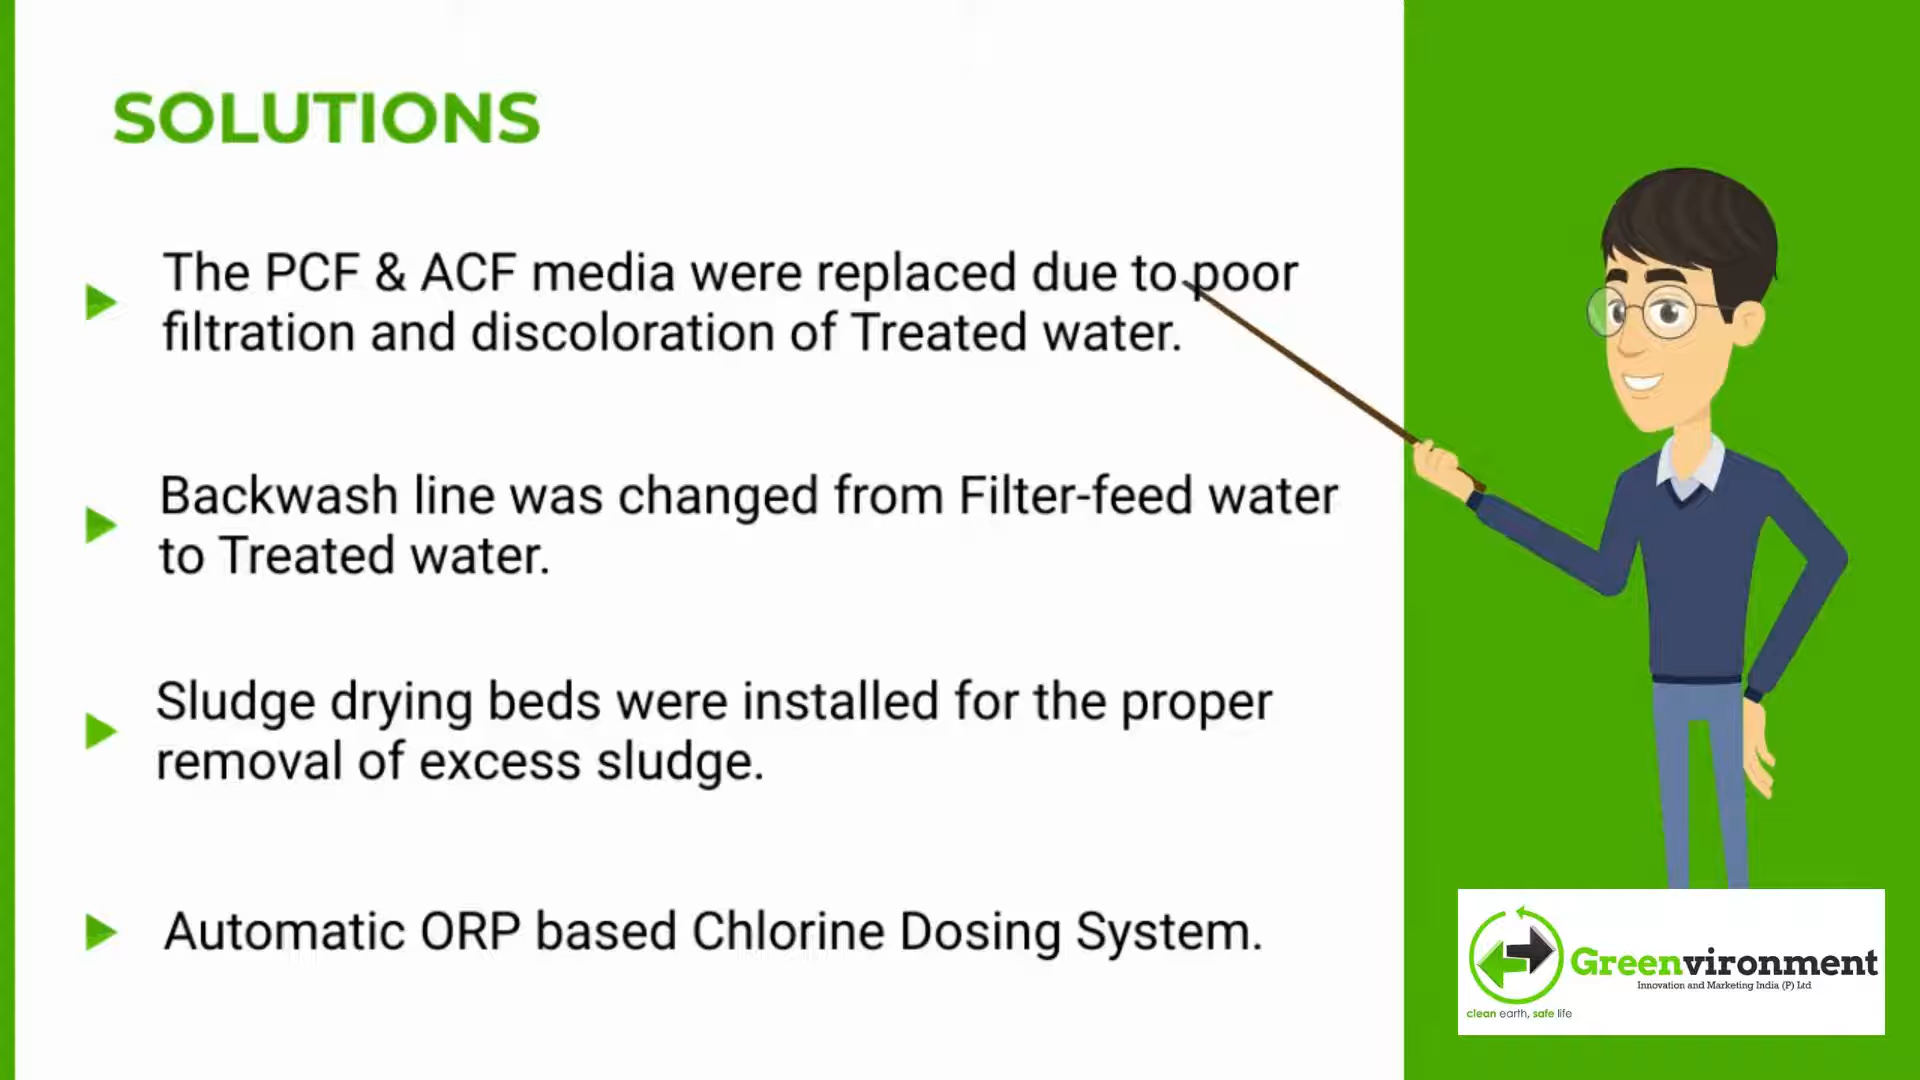 SOLUTIONS
The PCF & ACF media were replaced due to poor
filtration and discoloration of Treated water.
Backwash line was changed from Filter-feed water
to Treated water.
Sludge drying beds were installed for the proper
removal of excess sludge.
Automatic ORP based Chlorine Dosing System.
Greenvironment
Innovation and Marketing India (P) Ltd
clean earth, safe life